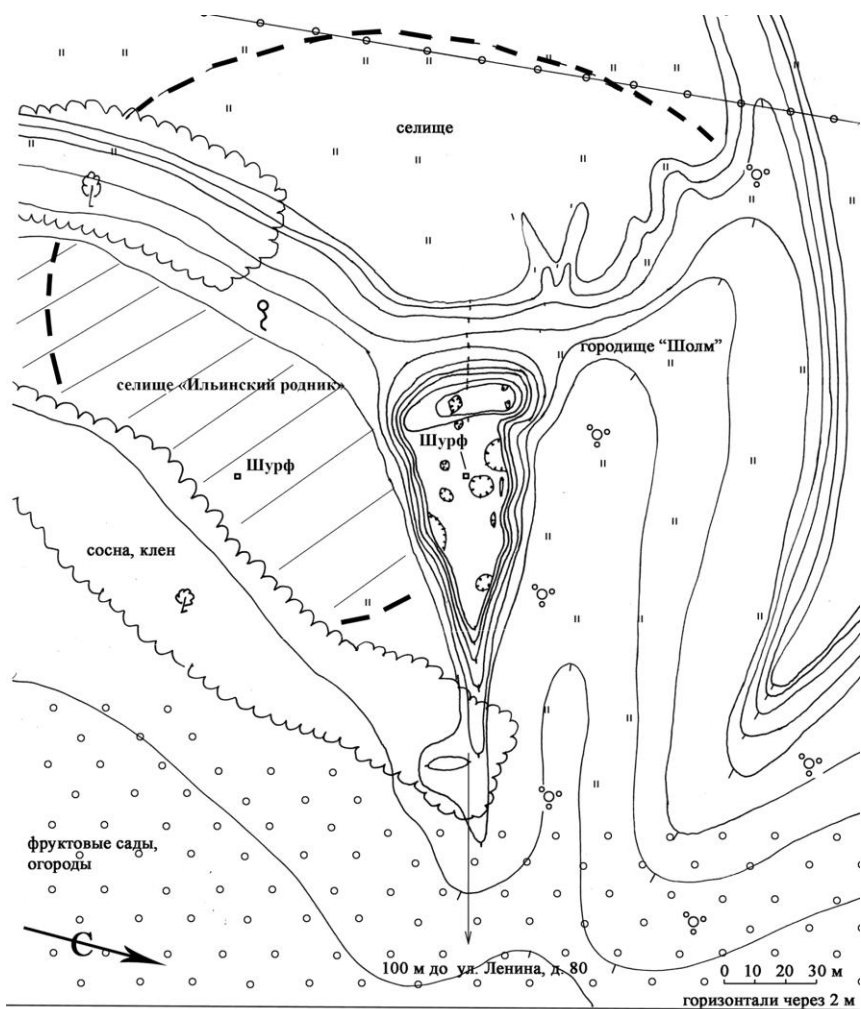 селище
городище “Шолм”
селище «Ильинский родник»
Шурф
Шурф
сосна, клен
фруктовые сады,
огороды
С
100 м до ул. Ленина, д. 80
0 10 20 30 м
горизонтали через 2 м